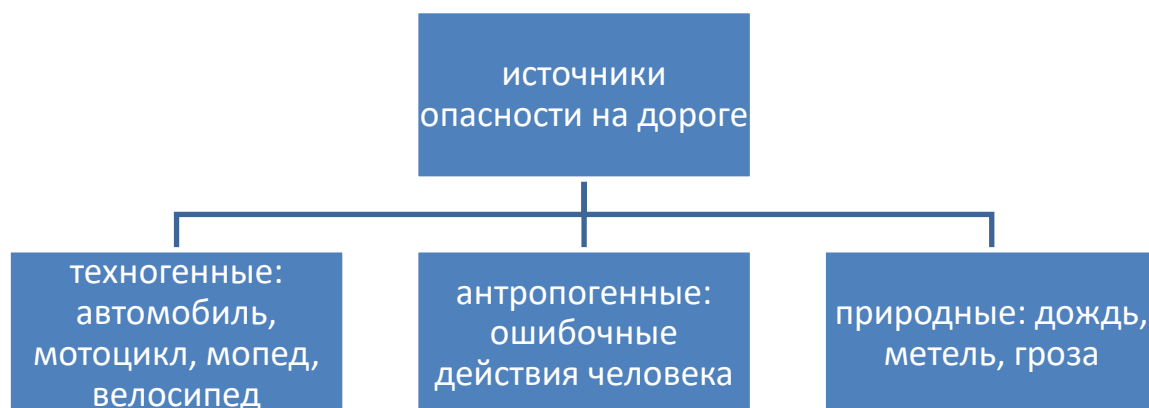 источники
опасности на дороге
техногенные:
автомобиль,
мотоцикл, мопед,
велосипед
антропогенные:
ошибочные
действия человека
природные: дождь,
метель, гроза